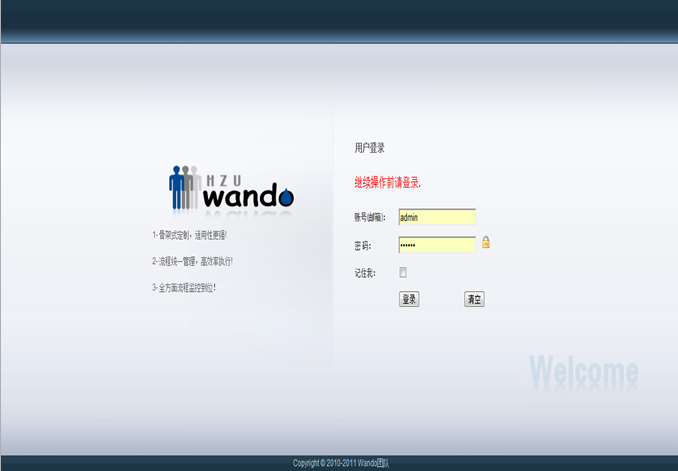 HZU
wando
1- 骨架式定制，适用性更强!
2- 流程统一管理，高效率执行!
3- 全方面流程监控到位!
用户登录
继续操作前请登录.
账号(邮箱):
admin
密 码:
••••••
记住我:
登录
清空
Welcome
Copyright © 2010-2011 Wando团队